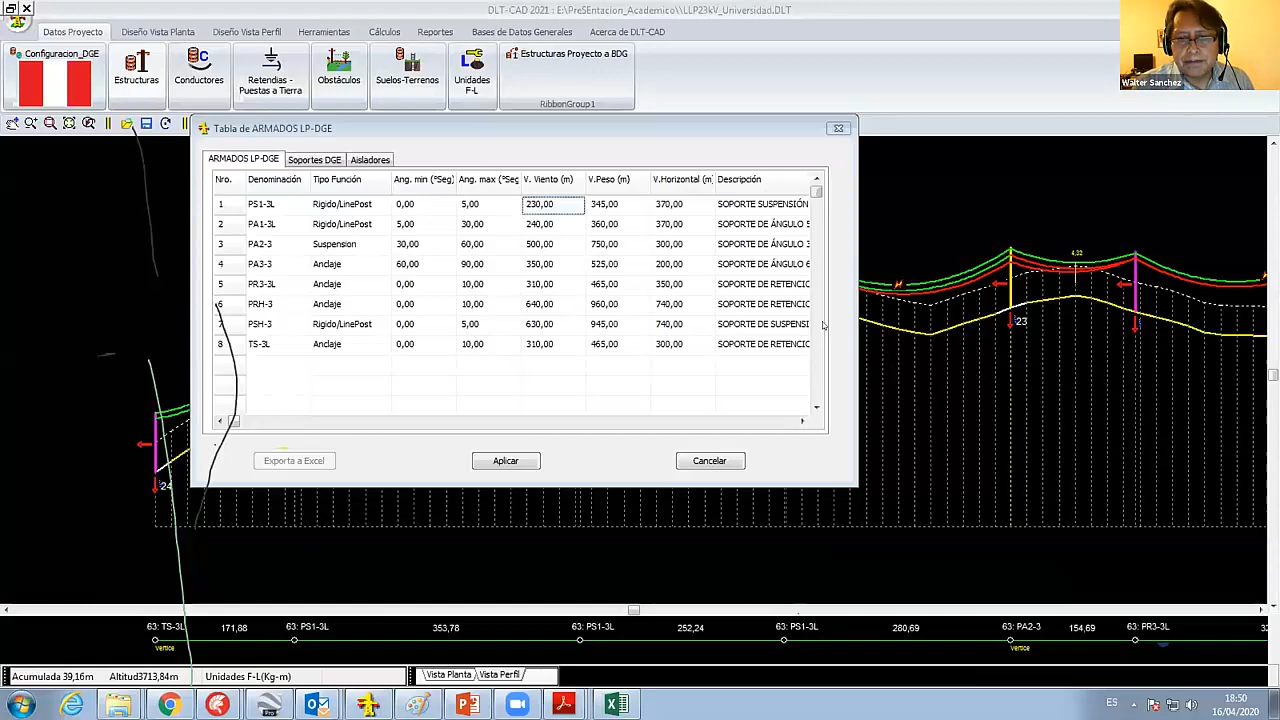 DLT-CAD 2021 : E:\PreSEntacion_Academico\\LLP23kV_Universidad.DLT
Datos Proyecto Diseño Vista Planta Diseño Vista Perfil Herramientas Cálculos Reportes Bases de Datos Generales Acerca de DLT-CAD
Configuracion_DGE
Estructuras
Conductores
Retendias - Puestas a Tierra
Obstáculos
Suelos-Terrenos
Unidades F-L
Estructuras Proyecto a BDG
RibbonGroup1
Walter Sanchez
Tabla de ARMADOS LP-DGE
ARMADOS LP-DGE Soportes DGE Aisladores
Nro. Denominación Tipo Función Ang. min (°Seg) Ang. max (°Seg V. Viento (m) V.Peso (m) V.Horizontal (m Descripción
1 PS1-3L Rigido/LinePost 0,00 5,00 230,00 345,00 370,00 SOPORTE SUSPENSIÓN
2 PA1-3L Rigido/LinePost 5,00 30,00 240,00 360,00 370,00 SOPORTE DE ÁNGULO 5
3 PA2-3 Suspension 30,00 60,00 500,00 750,00 300,00 SOPORTE DE ÁNGULO 3
4 PA3-3 Anclaje 60,00 90,00 350,00 525,00 200,00 SOPORTE DE ÁNGULO 6
5 PR3-3L Anclaje 0,00 10,00 310,00 465,00 350,00 SOPORTE DE RETENCIO
6 PRH-3 Anclaje 0,00 10,00 640,00 960,00 740,00 SOPORTE DE RETENCIO
7 PSH-3 Rigido/LinePost 0,00 5,00 630,00 945,00 740,00 SOPORTE DE SUSPENSI
8 TS-3L Anclaje 0,00 10,00 310,00 465,00 300,00 SOPORTE DE RETENCIO
Exporta a Excel Aplicar Cancelar
4,32
23
24
63: TS-3L 171,88 63: PS1-3L 353,78 63: PS1-3L 252,24 63: PS1-3L 280,69 63: PA2-3 154,69 63: PR3-3L
Vertice Vertice
Acumulada 39,16m Altitud3713,84m Unidades F-L(Kg-m) Vista Planta Vista Perfil
ES 18:50
16/04/2020